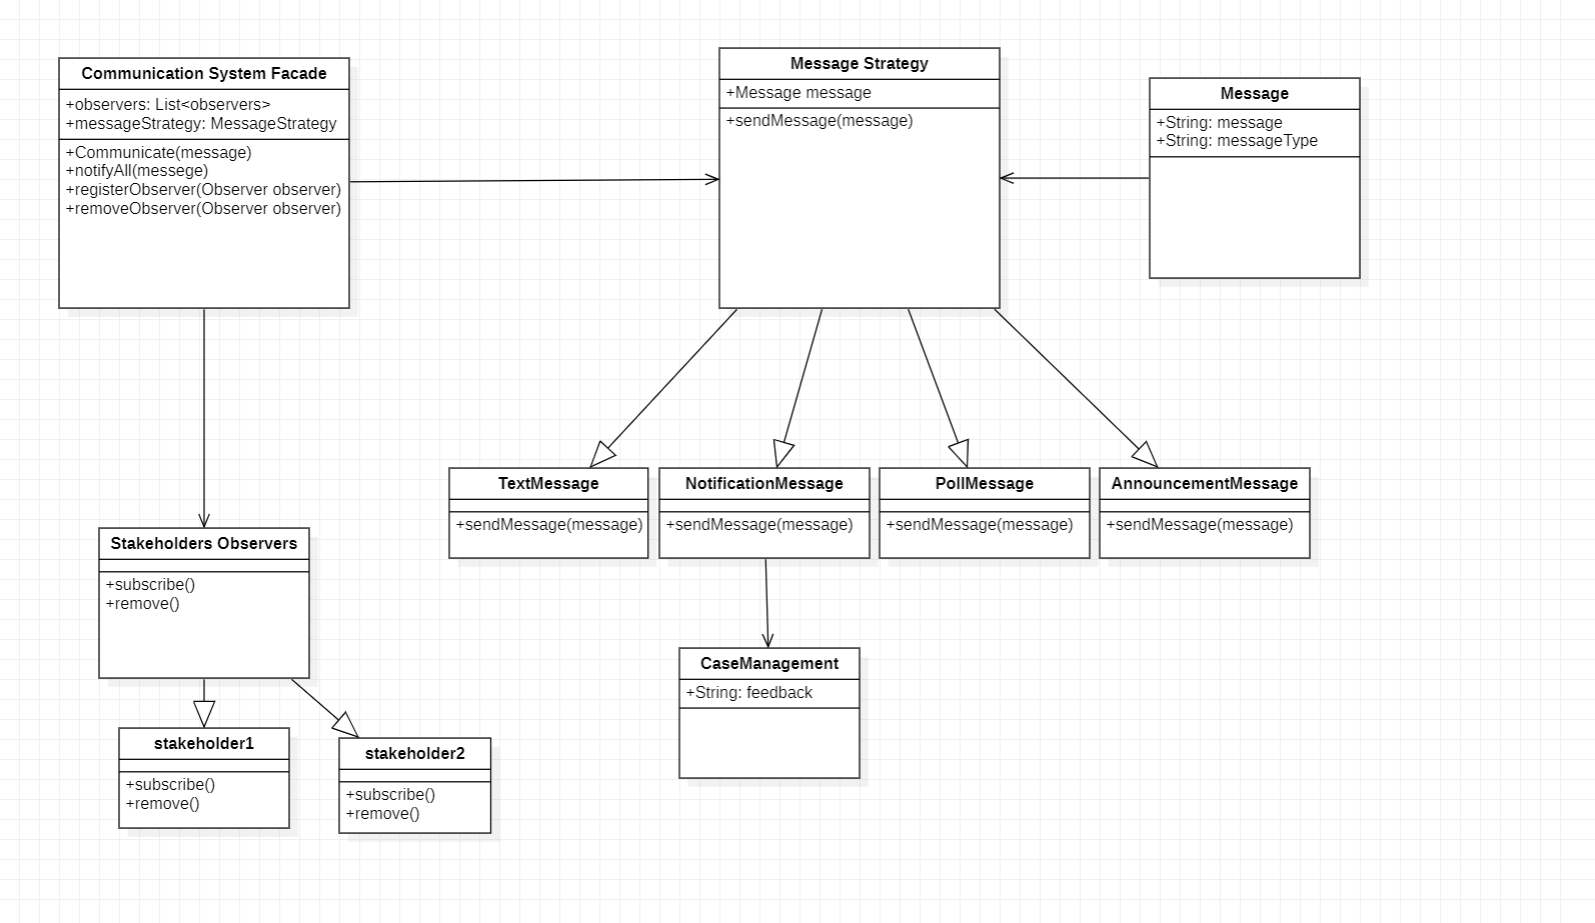 Communication System Facade
+observers: List<observers>
+messageStrategy: MessageStrategy
+Communicate(message)
+notifyAll(messege)
+registerObserver(Observer observer)
+removeObserver(Observer observer)
Message Strategy
+Message message
+sendMessage(message)
Message
+String: message
+String: messageType
TextMessage
+sendMessage(message)
NotificationMessage
+sendMessage(message)
PollMessage
+sendMessage(message)
AnnouncementMessage
+sendMessage(message)
Stakeholders Observers
+subscribe()
+remove()
CaseManagement
+String: feedback
stakeholder1
+subscribe()
+remove()
stakeholder2
+subscribe()
+remove()